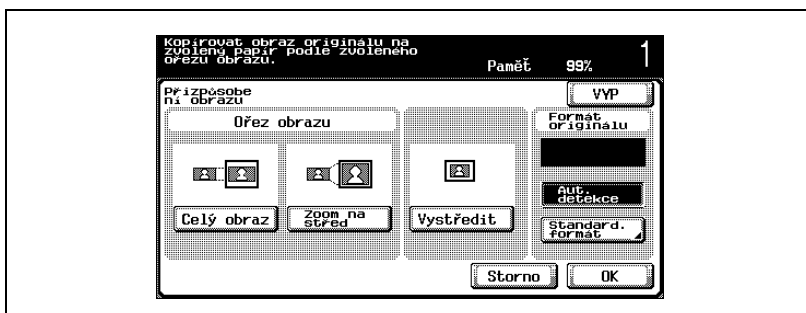 Kopírovat obraz originálu na
zvolený papír podle zvoleného
ořezu obrazu.
Paměť 99% 1
Přizpůsobe
ní obrazu
VYP
Ořez obrazu
Formát
originálu
Aut.
detekce
Celý obraz
Zoom na
střed
Vystředit
Standard.
formát
Storno
OK